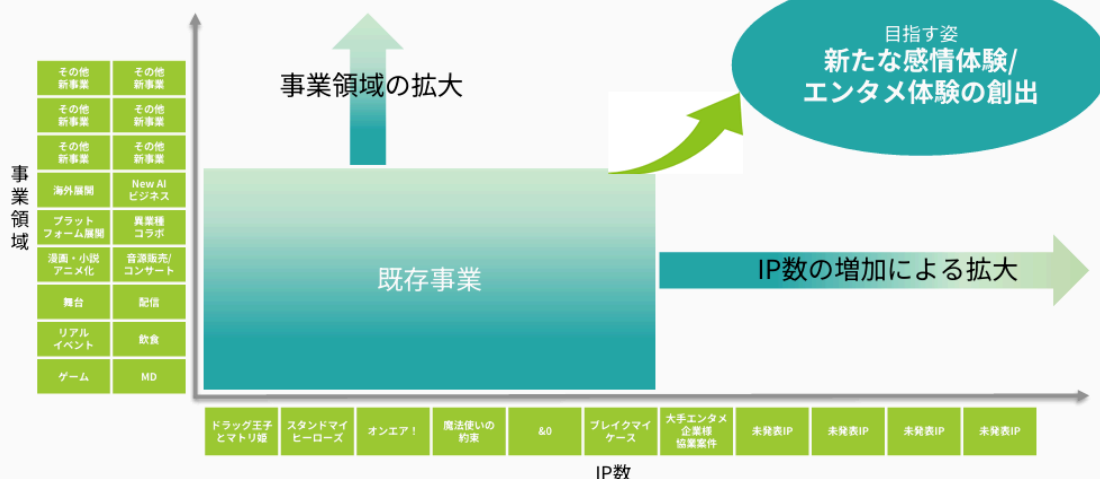 目指す姿
新たな感情体験/
エンタメ体験の創出
事業領域の拡大
その他
新事業
その他
新事業
その他
新事業
その他
新事業
その他
新事業
その他
新事業
事業領域
海外展開
New AI
ビジネス
プラット
フォーム展開
異業種
コラボ
漫画・小説
アニメ化
音源販売/
コンサート
舞台
配信
リアル
イベント
飲食
ゲーム
MD
既存事業
IP数の増加による拡大
ドラッグ王子
とマトリ姫
スタンドマイ
ヒーローズ
オンエア！
魔法使いの
約束
&0
ブレイクマイ
ケース
大手エンタメ
企業様
協業案件
未発表IP
未発表IP
未発表IP
未発表IP
IP数